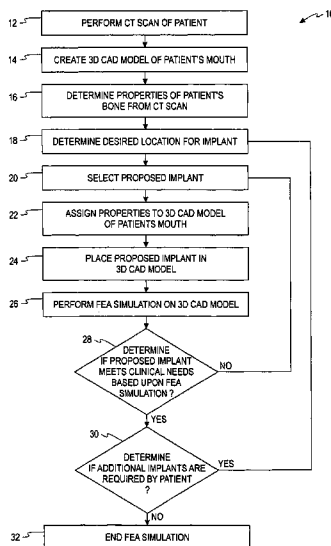 10
12
PERFORM CT SCAN OF PATIENT
14
CREATE 3D CAD MODEL OF PATIENT'S MOUTH
16
DETERMINE PROPERTIES OF PATIENT'S
BONE FROM CT SCAN
18
DETERMINE DESIRED LOCATION FOR IMPLANT
20
SELECT PROPOSED IMPLANT
22
ASSIGN PROPERTIES TO 3D CAD MODEL
OF PATIENTS MOUTH
24
PLACE PROPOSED IMPLANT IN
3D CAD MODEL
26
PERFORM FEA SIMULATION ON 3D CAD MODEL
28
DETERMINE
IF PROPOSED IMPLANT
MEETS CLINICAL NEEDS
BASED UPON FEA
SIMULATION ?
NO
YES
30
DETERMINE
IF ADDITIONAL IMPLANTS ARE
REQUIRED BY PATIENT
?
YES
NO
32
END FEA SIMULATION